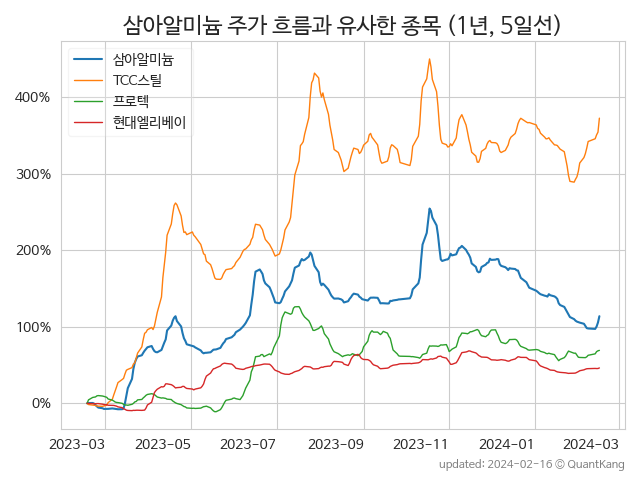 삼아알미늄 주가 흐름과 유사한 종목 (1년, 5일선)
삼아알미늄
TCC스틸
프로텍
현대엘리베이
400%
300%
200%
100%
0%
2023-03 2023-05 2023-07 2023-09 2023-11 2024-01 2024-03
updated: 2024-02-16 © QuantKang